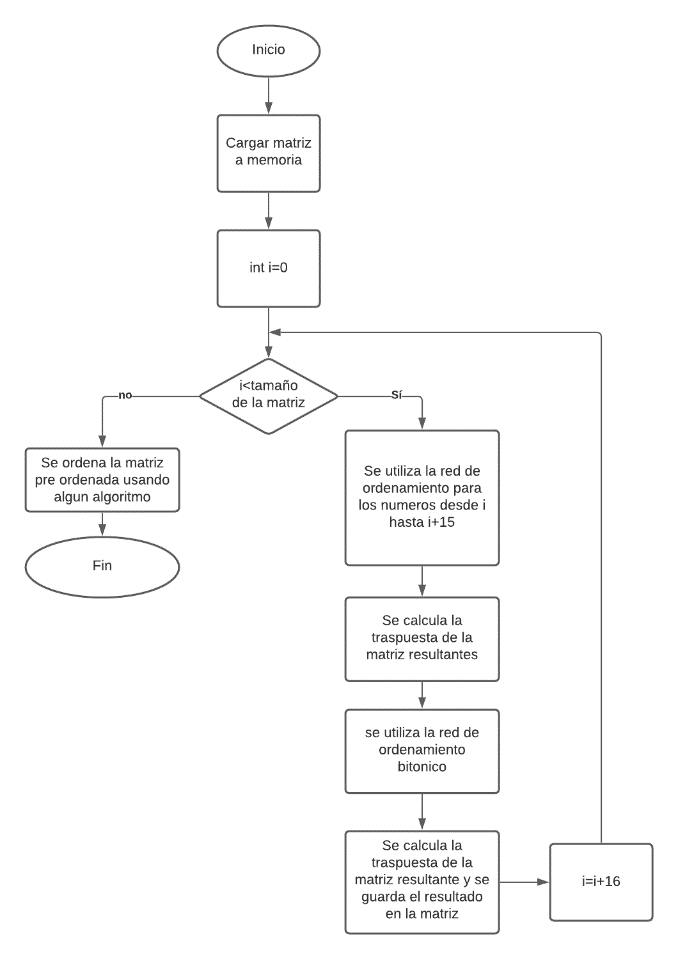 Inicio
Cargar matriz
a memoria
int i=0
i<tamaño
de la matriz
no
Sí
Se ordena la matriz
pre ordenada usando
algun algoritmo
Fin
Se utiliza la red de
ordenamiento para
los numeros desde i
hasta i+15
Se calcula la
traspuesta de la
matriz resultantes
se utiliza la red de
ordenamiento
bitonico
Se calcula la
traspuesta de la
matriz resultante y se
guarda el resultado
en la matriz
i=i+16